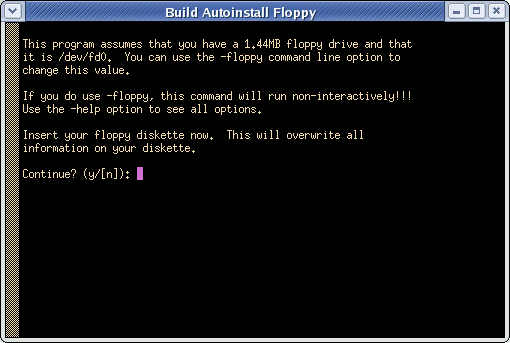 Build Autoinstall Floppy
This program assumes that you have a 1.44MB floppy drive and that
it is /dev/fd0.  You can use the -floppy command line option to
change this value.
If you do use -floppy, this command will run non-interactively!!!
Use the -help option to see all options.
Insert your floppy diskette now.  This will overwrite all
information on your diskette.
Continue? (y/[n]):